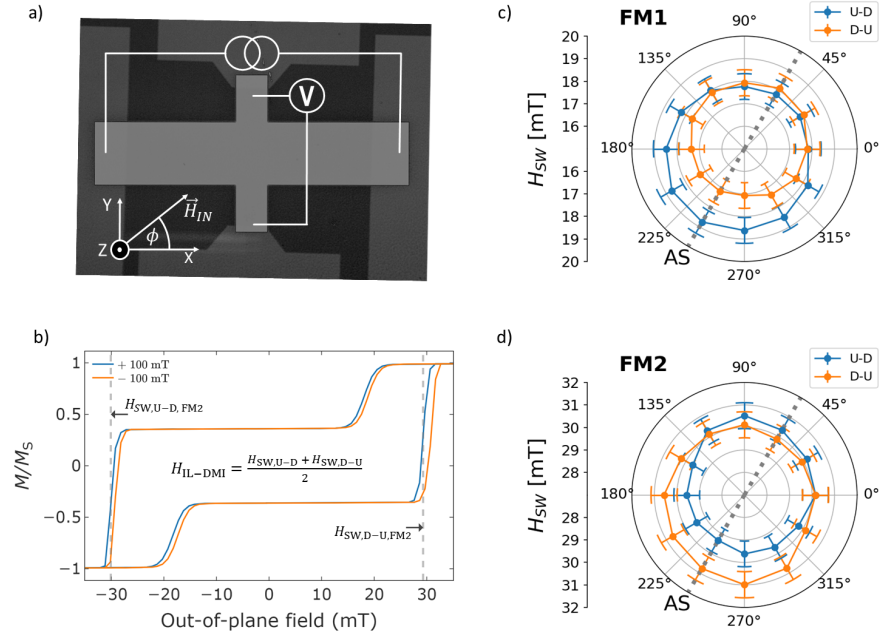 a)
V
Y
H_IN
ϕ
Z
X
b)
+ 100 mT
− 100 mT
H_SW,U−D, FM2
H_IL−DMI = (H_SW,U−D + H_SW,D−U) / 2
H_SW,D−U,FM2
1
0.5
0
−0.5
−1
M/M_S
−30 −20 −10 0 10 20 30
Out-of-plane field (mT)
c)
FM1
U-D
D-U
20
19
18
17
16
15
16
17
18
19
20
H_SW [mT]
90°
135° 45°
180° 0°
225° 315°
270°
AS
d)
FM2
U-D
D-U
32
31
30
29
28
27
28
29
30
31
32
H_SW [mT]
90°
135° 45°
180° 0°
225° 315°
270°
AS